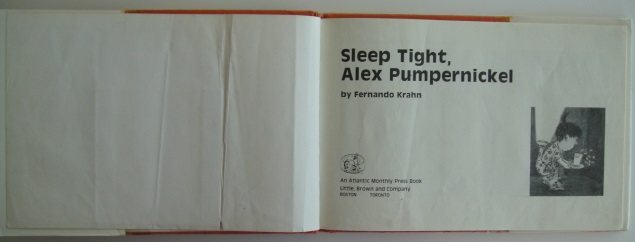 Sleep Tight,
Alex Pumpernickel
by Fernando Krahn
An Atlantic Monthly Press Book
Little, Brown and Company
BOSTON TORONTO